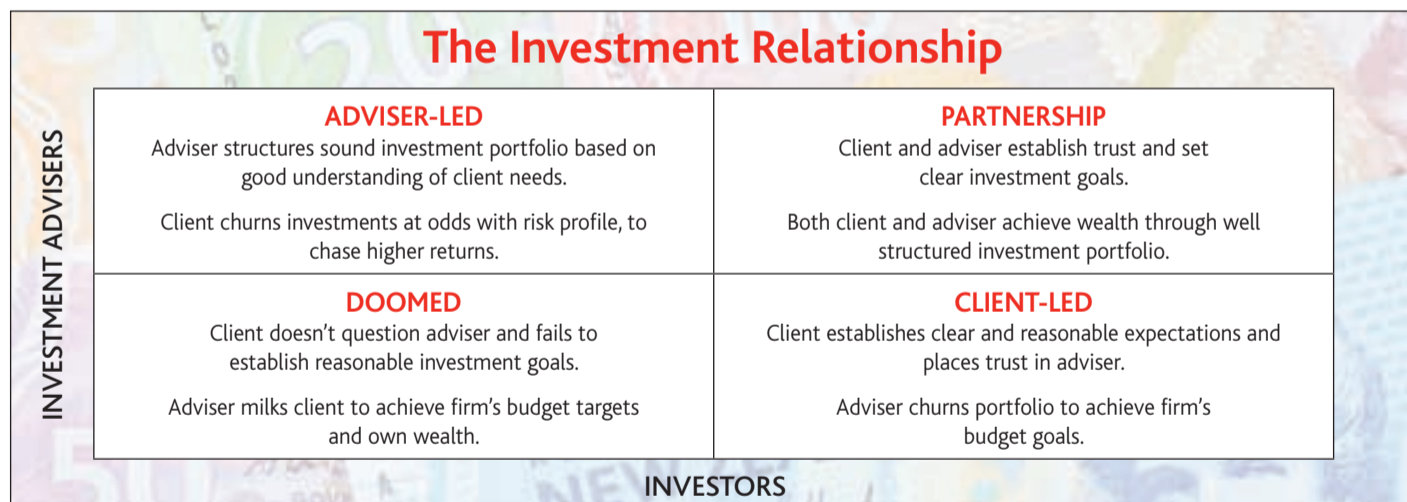 The Investment Relationship
INVESTMENT ADVISERS
ADVISER-LED
Adviser structures sound investment portfolio based on
good understanding of client needs.
Client churns investments at odds with risk profile, to
chase higher returns.
PARTNERSHIP
Client and adviser establish trust and set
clear investment goals.
Both client and adviser achieve wealth through well
structured investment portfolio.
DOOMED
Client doesn’t question adviser and fails to
establish reasonable investment goals.
Adviser milks client to achieve firm’s budget targets
and own wealth.
CLIENT-LED
Client establishes clear and reasonable expectations and
places trust in adviser.
Adviser churns portfolio to achieve firm’s
budget goals.
INVESTORS